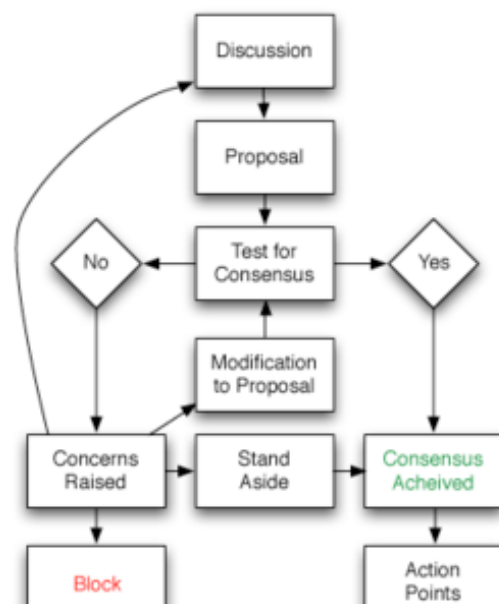 Discussion
Proposal
No
Test for
Consensus
Yes
Modification
to Proposal
Concerns
Raised
Stand
Aside
Consensus
Acheived
Block
Action
Points